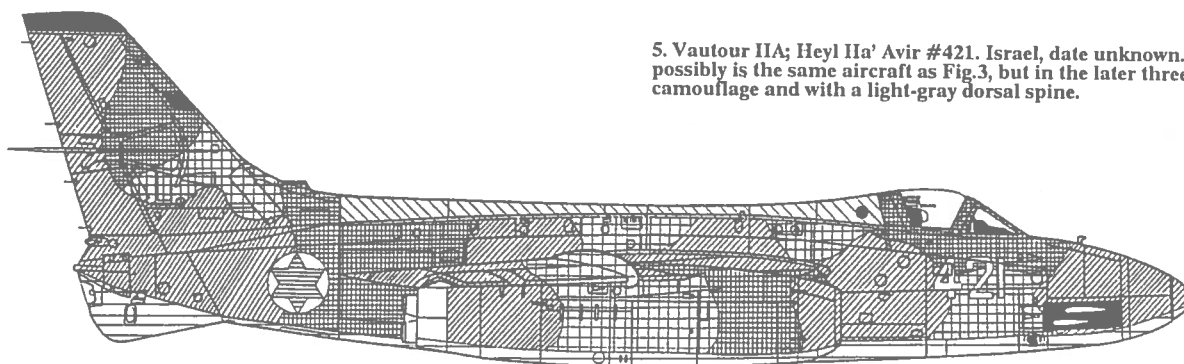 5. Vautour IIA; Heyl Ha' Avir #421. Israel, date unknown.
possibly is the same aircraft as Fig.3, but in the later three
camouflage and with a light-gray dorsal spine.
421